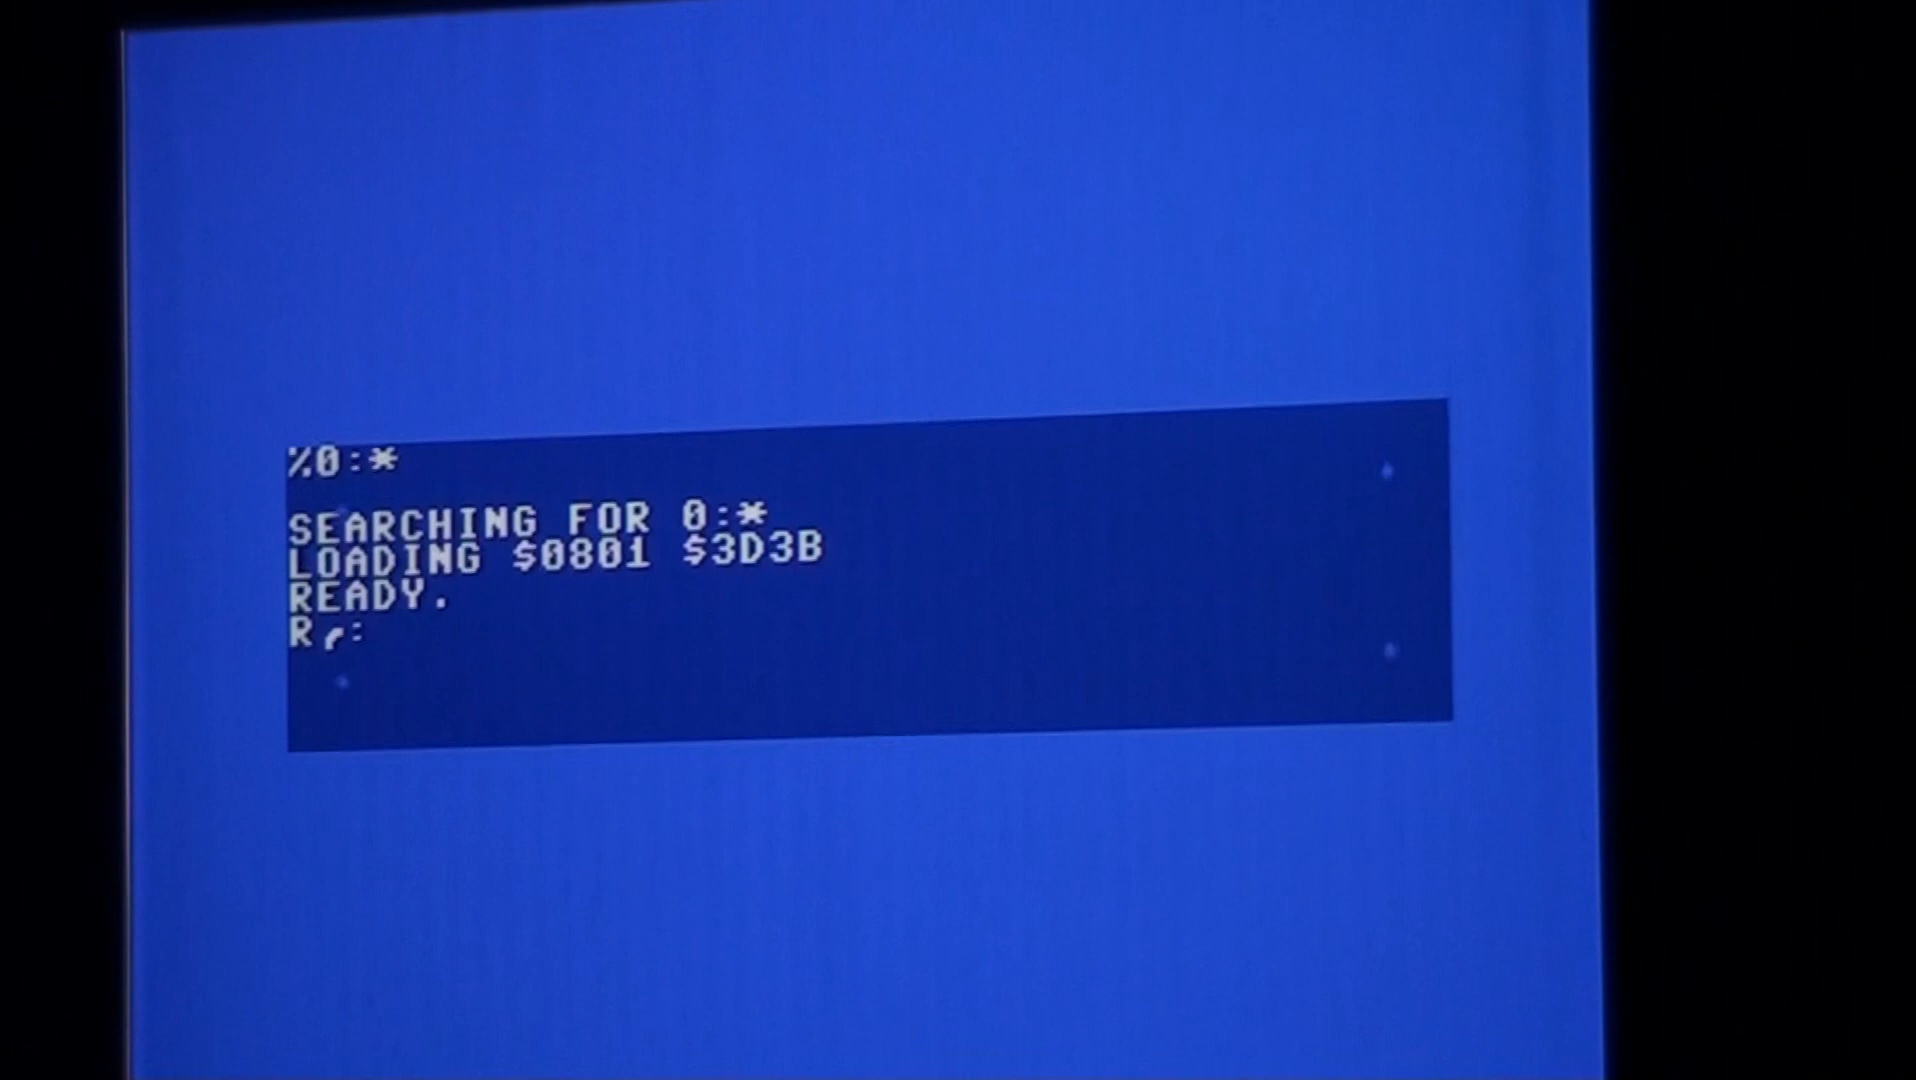 %0:*
SEARCHING FOR 0:*
LOADING $0801 $3D3B
READY.
R╭: